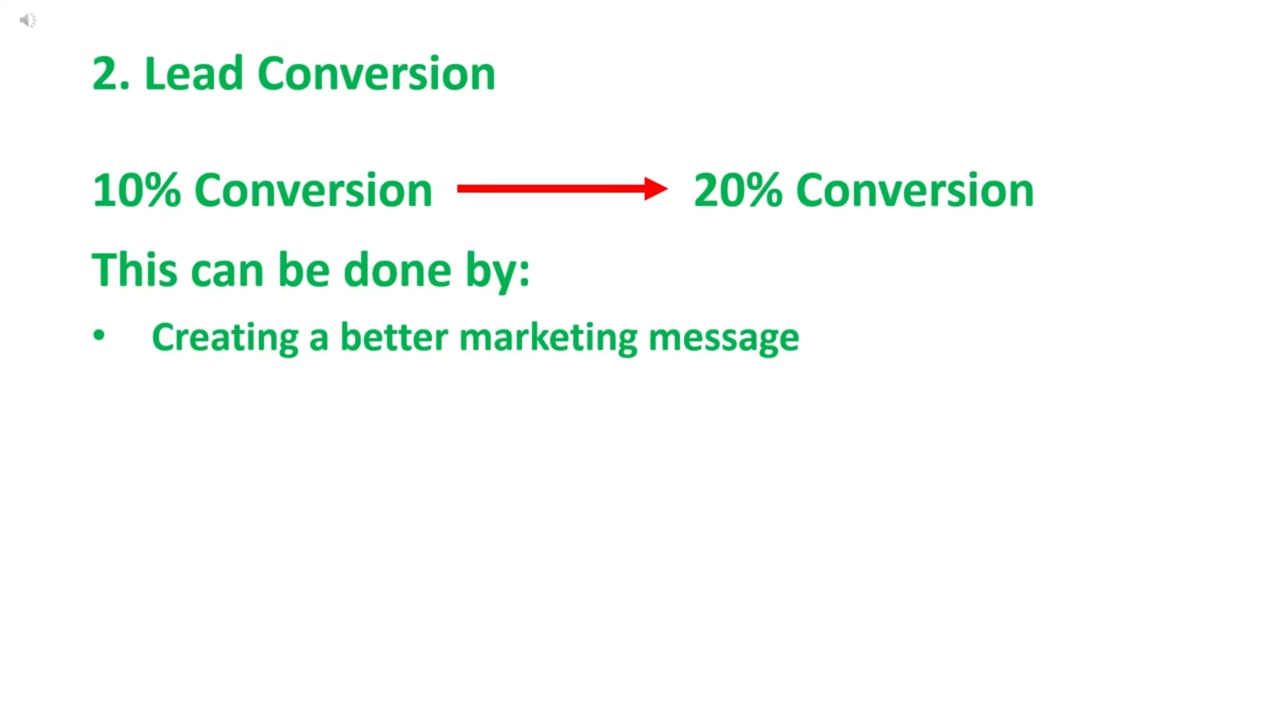 2. Lead Conversion
10% Conversion 20% Conversion
This can be done by:
• Creating a better marketing message